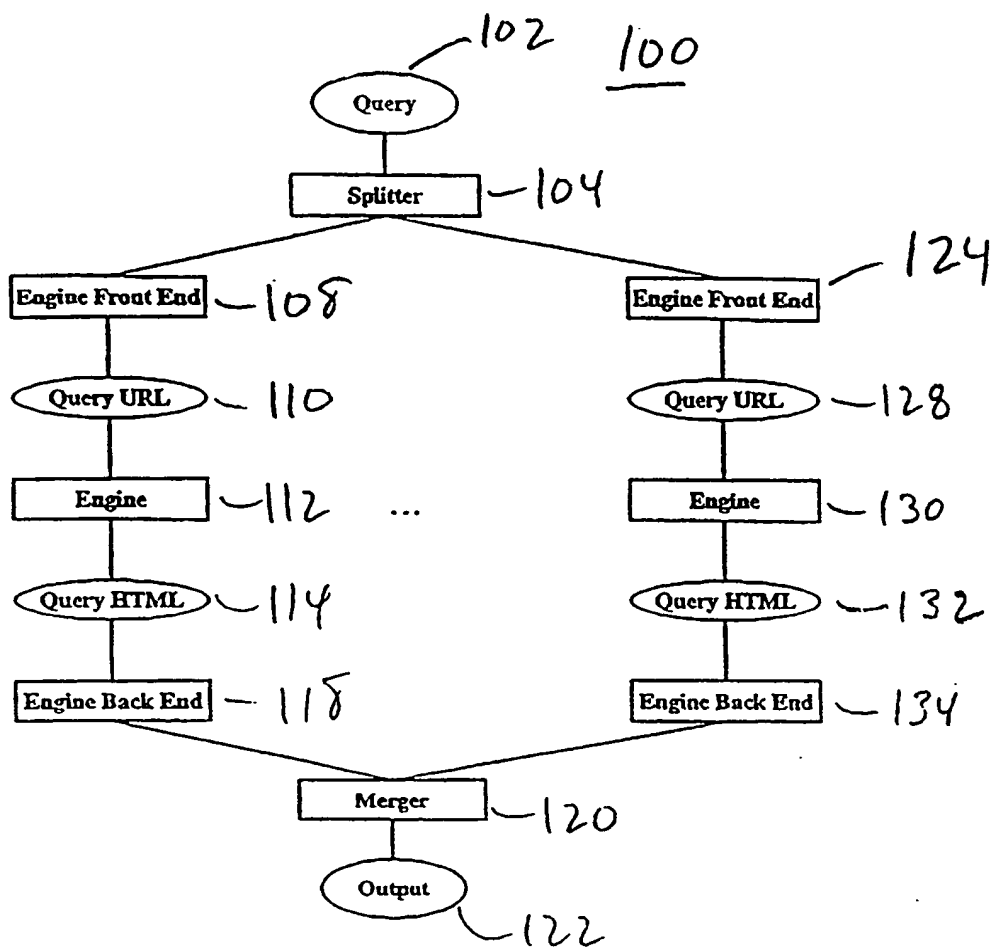 102
100
Query
Splitter
104
124
Engine Front End
108
Engine Front End
Query URL
110
Query URL
128
Engine
112
...
Engine
130
Query HTML
114
Query HTML
132
Engine Back End
118
Engine Back End
134
Merger
120
Output
122